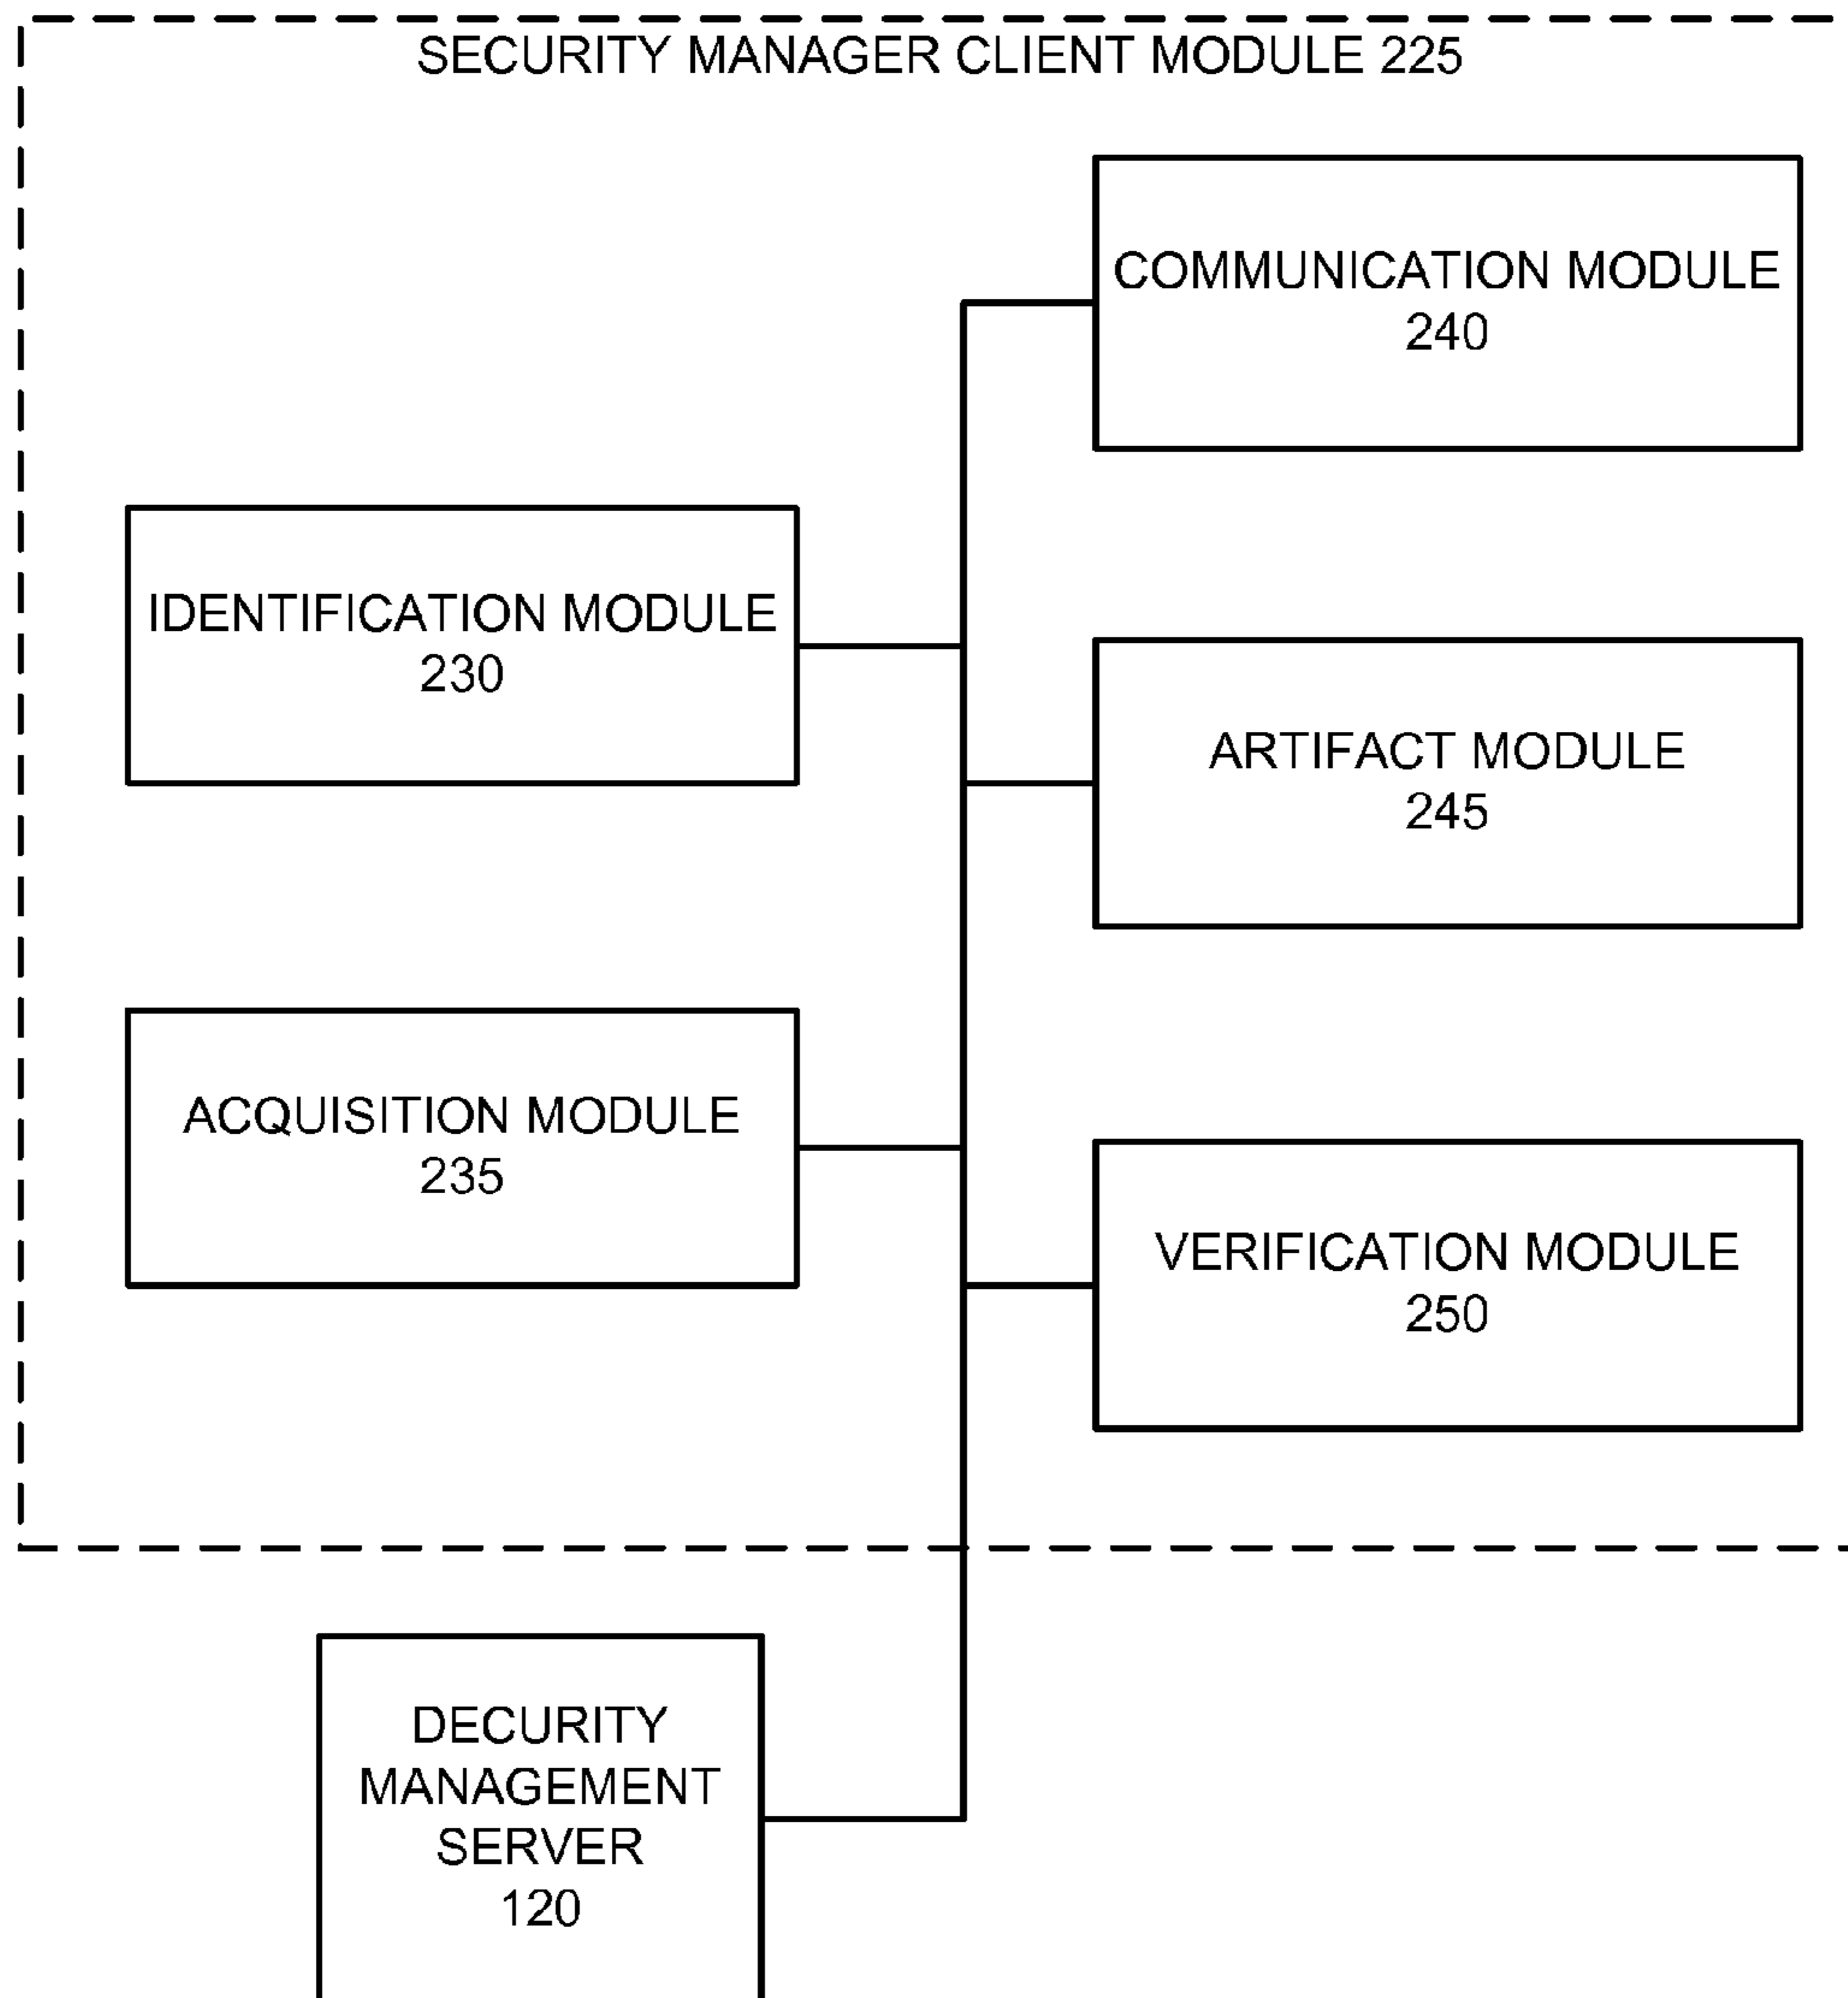 SECURITY MANAGER CLIENT MODULE 225
COMMUNICATION MODULE
240
IDENTIFICATION MODULE
230
ARTIFACT MODULE
245
ACQUISITION MODULE
235
VERIFICATION MODULE
250
DECURITY
MANAGEMENT
SERVER
120